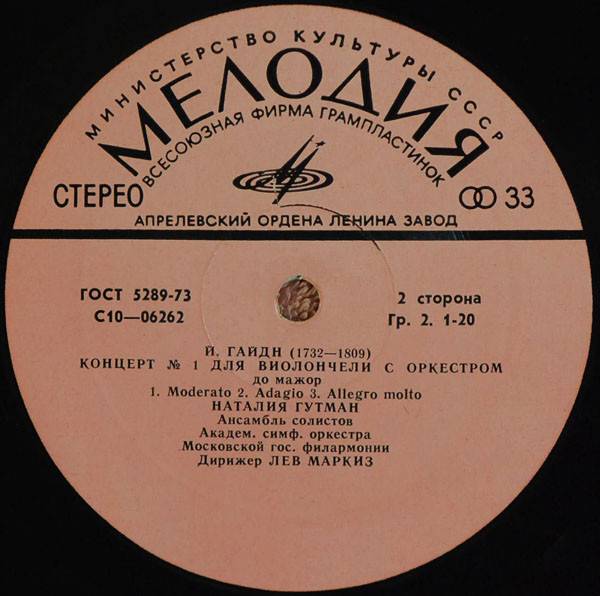 МИНИСТЕРСТВО КУЛЬТУРЫ СССР
МЕЛОДИЯ
ВСЕСОЮЗНАЯ ФИРМА ГРАМПЛАСТИНОК
СТЕРЕО
33
АПРЕЛЕВСКИЙ ОРДЕНА ЛЕНИНА ЗАВОД
ГОСТ 5289-73
С10—06262
2 сторона
Гр. 2. 1-20
Й. ГАЙДН (1732—1809)
КОНЦЕРТ № 1 ДЛЯ ВИОЛОНЧЕЛИ С ОРКЕСТРОМ
до мажор
1. Moderato 2. Adagio 3. Allegro molto
НАТАЛИЯ ГУТМАН
Ансамбль солистов
Академ. симф. оркестра
Московской гос. филармонии
Дирижер ЛЕВ МАРКИЗ